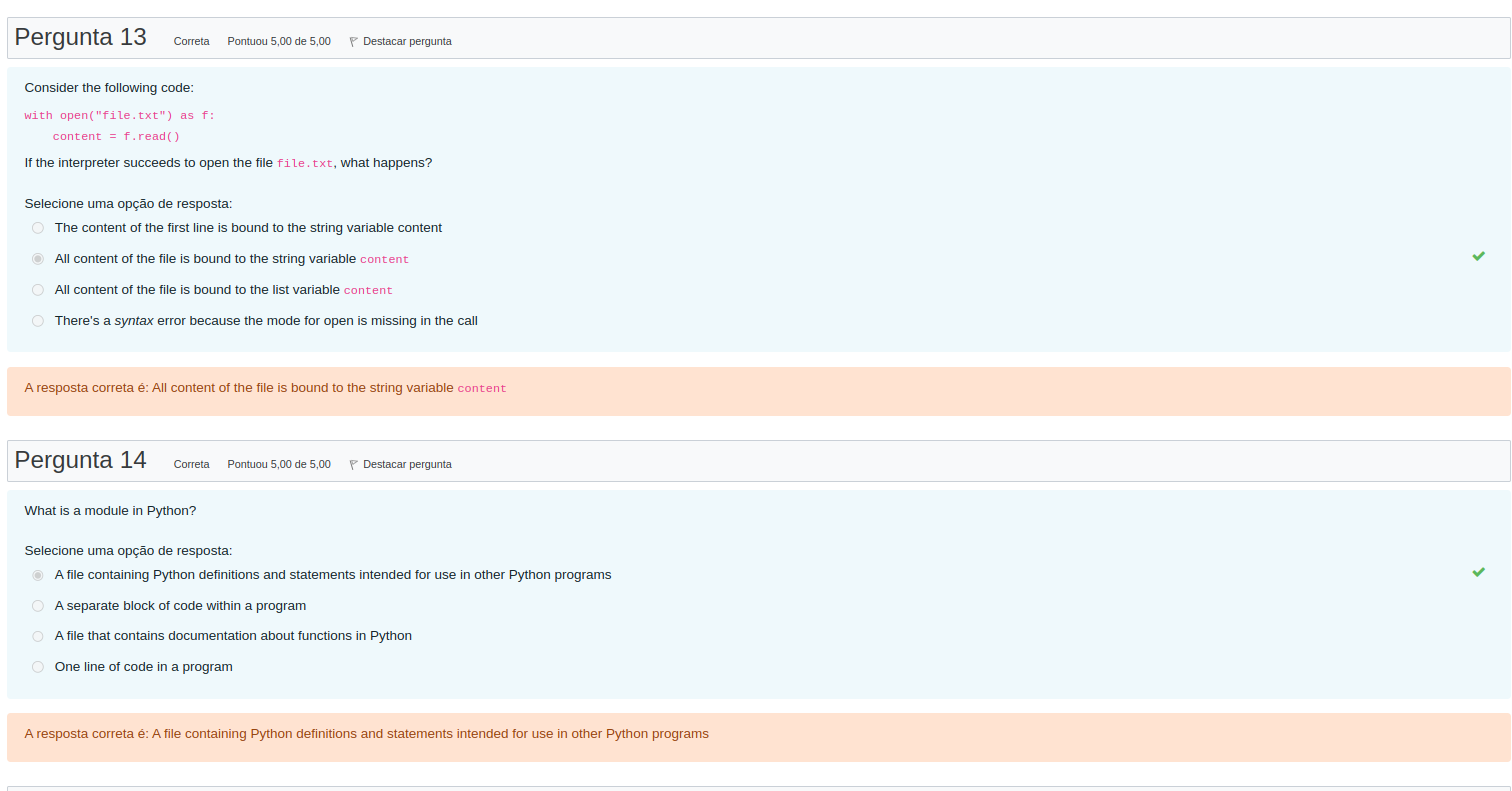 Pergunta 13 Correta Pontuou 5,00 de 5,00 Destacar pergunta
Consider the following code:
with open("file.txt") as f:
    content = f.read()
If the interpreter succeeds to open the file file.txt, what happens?
Selecione uma opção de resposta:
The content of the first line is bound to the string variable content
All content of the file is bound to the string variable content
All content of the file is bound to the list variable content
There's a syntax error because the mode for open is missing in the call
A resposta correta é: All content of the file is bound to the string variable content
Pergunta 14 Correta Pontuou 5,00 de 5,00 Destacar pergunta
What is a module in Python?
Selecione uma opção de resposta:
A file containing Python definitions and statements intended for use in other Python programs
A separate block of code within a program
A file that contains documentation about functions in Python
One line of code in a program
A resposta correta é: A file containing Python definitions and statements intended for use in other Python programs